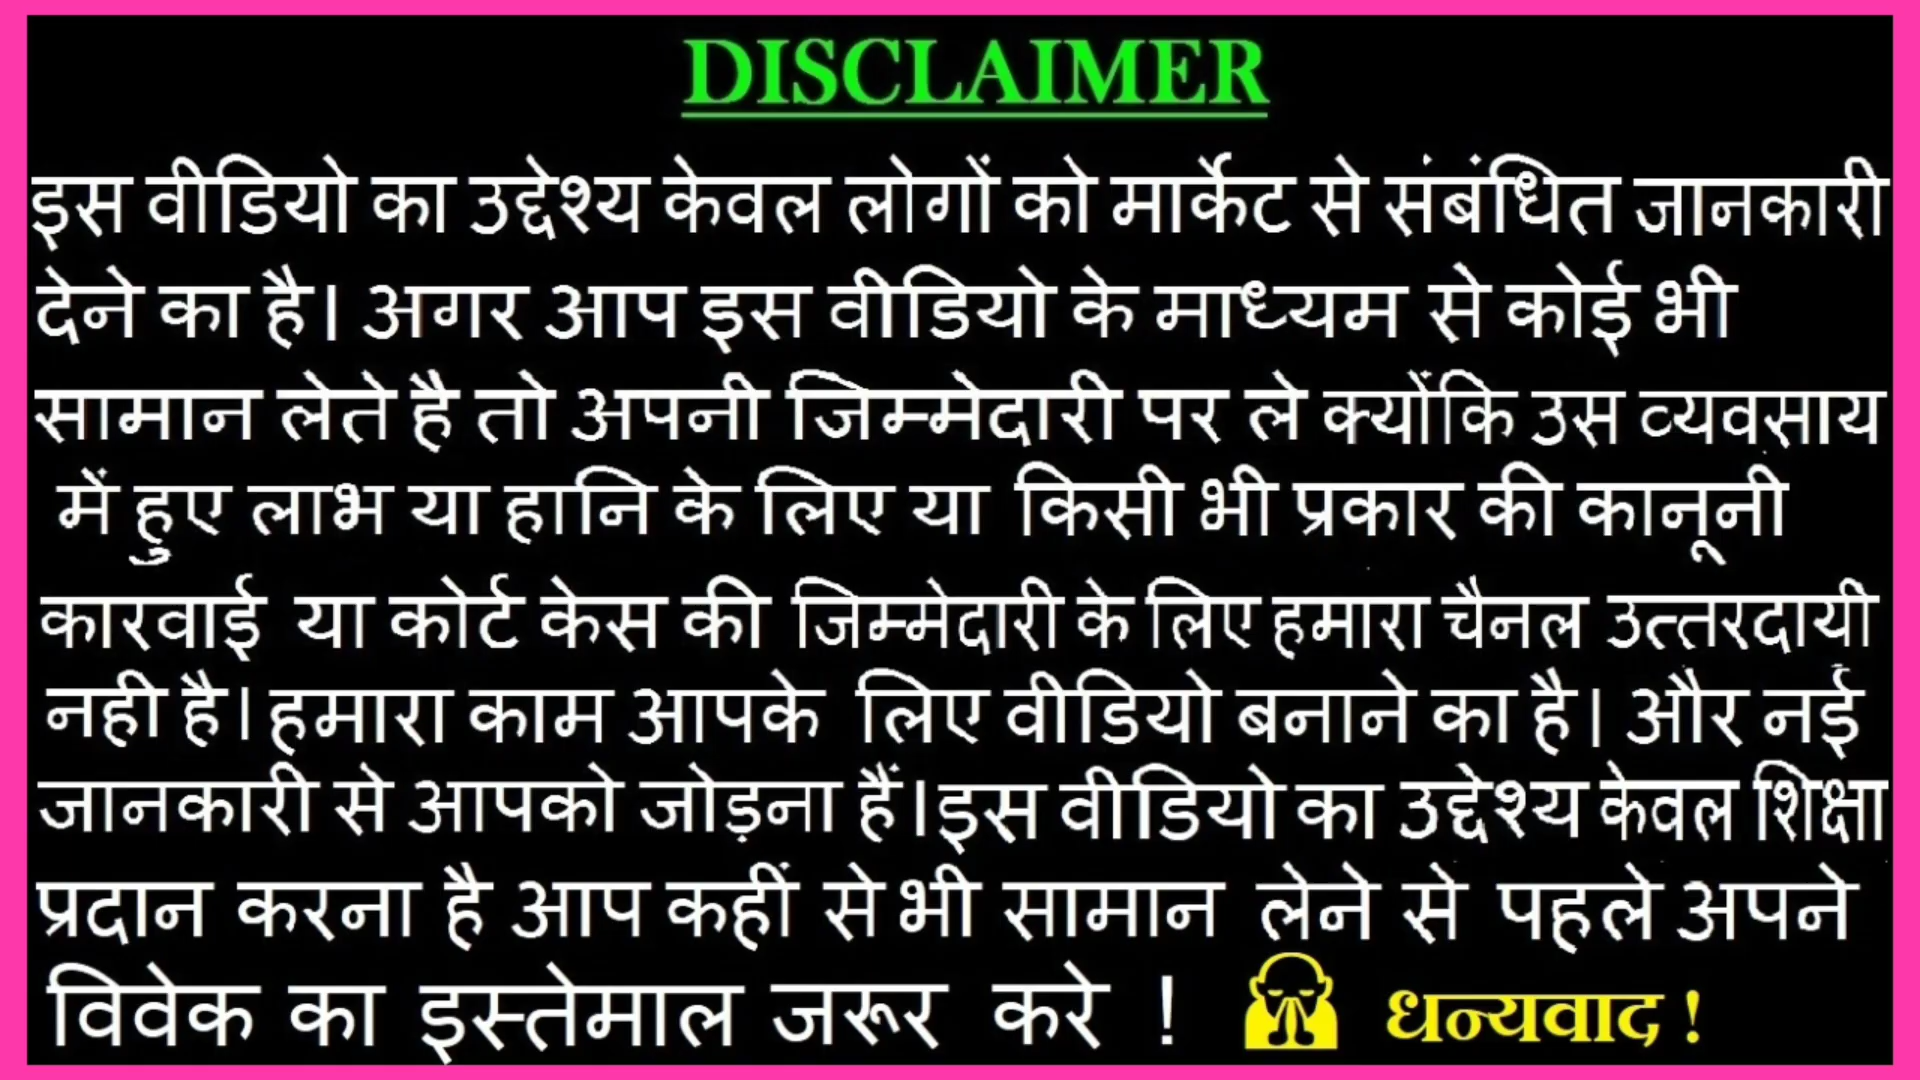 DISCLAIMER
इस वीडियो का उद्देश्य केवल लोगों को मार्केट से संबंधित जानकारी
देने का है। अगर आप इस वीडियो के माध्यम से कोई भी
सामान लेते है तो अपनी जिम्मेदारी पर ले क्योंकि उस व्यवसाय
में हुए लाभ या हानि के लिए या किसी भी प्रकार की कानूनी
कारवाई या कोर्ट केस की जिम्मेदारी के लिए हमारा चैनल उत्तरदायी
नही है। हमारा काम आपके लिए वीडियो बनाने का है। और नई
जानकारी से आपको जोड़ना हैं।इस वीडियो का उद्देश्य केवल शिक्षा
प्रदान करना है आप कहीं से भी सामान लेने से पहले अपने
विवेक का इस्तेमाल जरूर करे ! धन्यवाद !